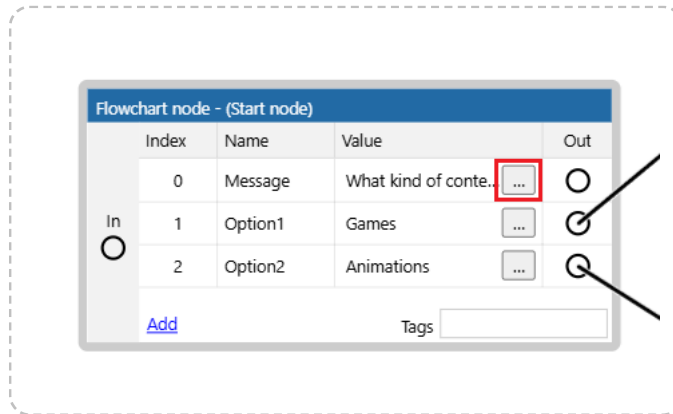 Flowchart node - (Start node)
Index Name Value Out
0 Message What kind of conte... ...
In
1 Option1 Games ...
2 Option2 Animations ...
Add Tags